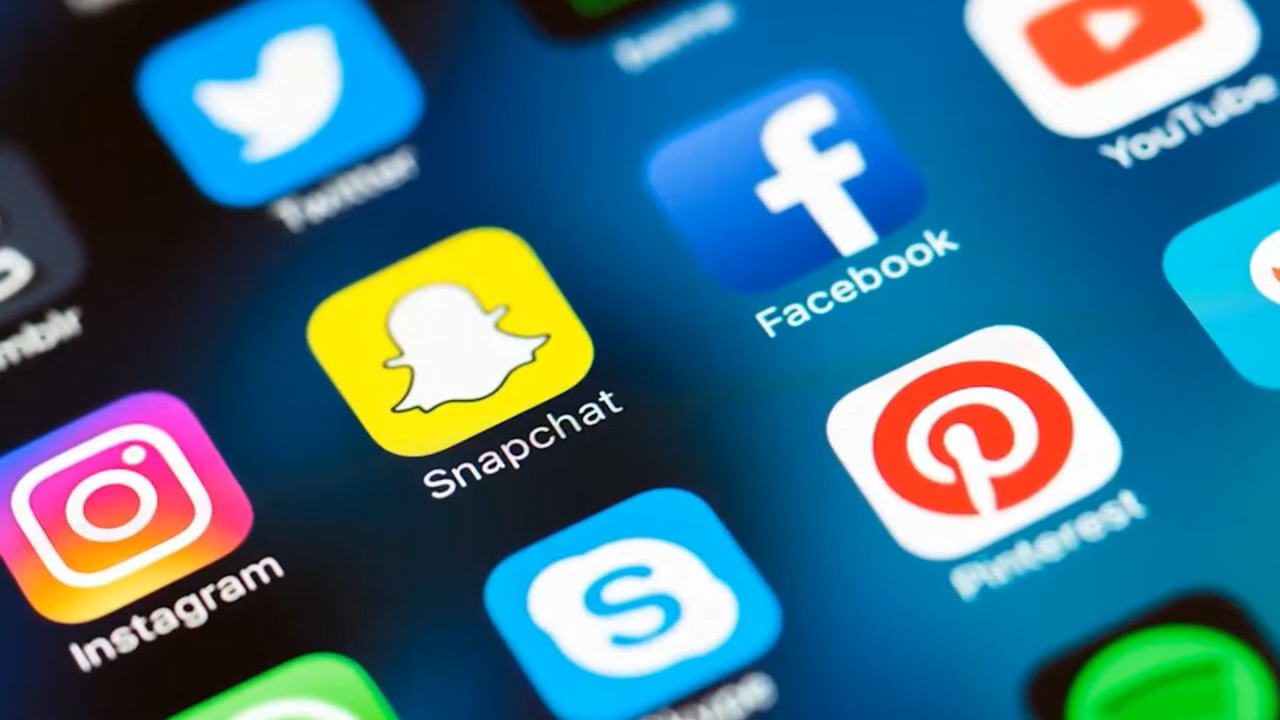 Twitter
YouTube
Facebook
Snapchat
Pinterest
Instagram